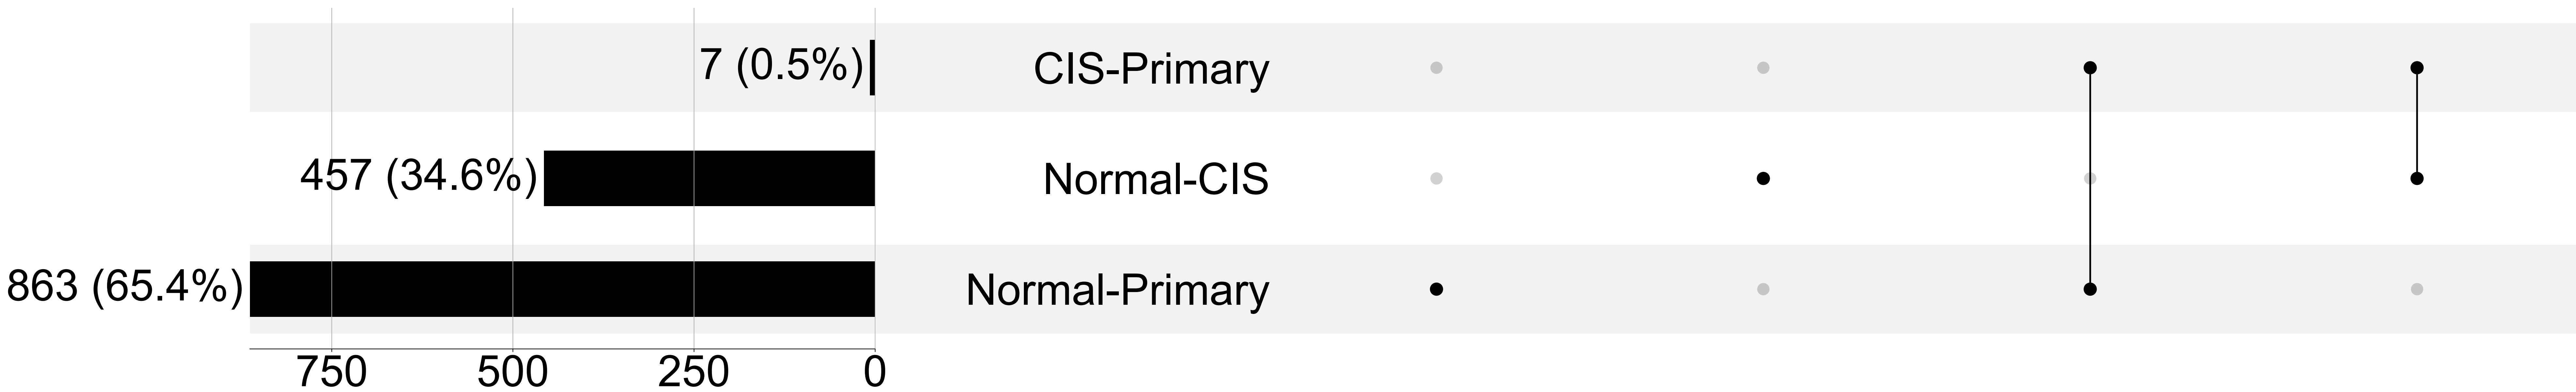 7 (0.5%) CIS-Primary
457 (34.6%) Normal-CIS
863 (65.4%) Normal-Primary
750 500 250 0